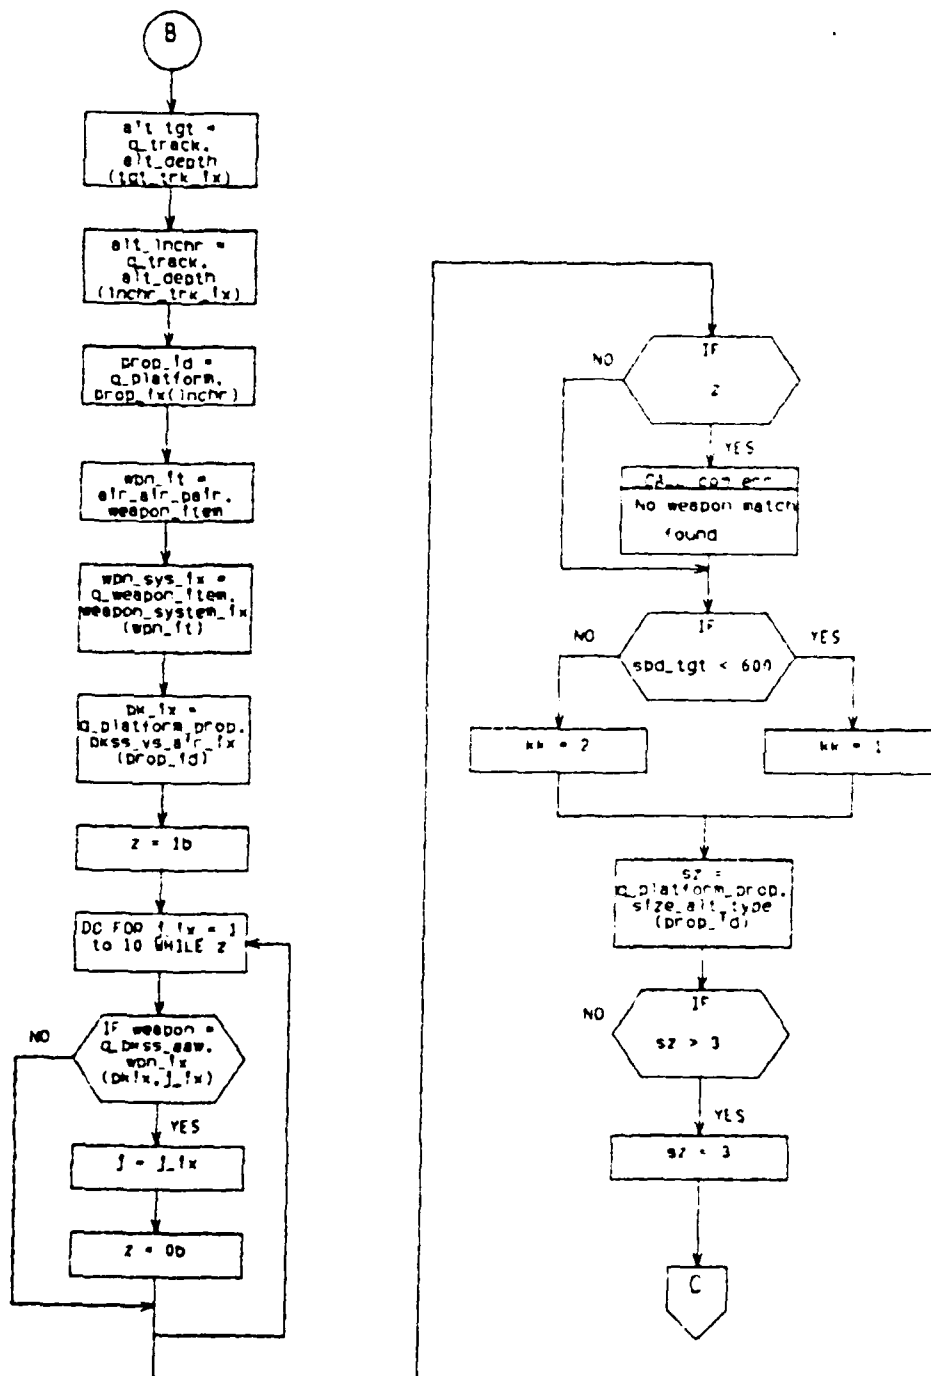 B
alt_tgt =
q_track.
alt_depth
(tgt_trk_ix)
alt_lnchr =
q_track.
alt_depth
(lnchr_trk_ix)
prop_id =
q_platform.
prop_ix(lnchr)
wpn_it =
air_air_pair.
weapon_item
wpn_sys_ix =
q_weapon_item.
weapon_system_ix
(wpn_it)
pk_ix =
q_platform_prop.
pkss_vs_air_ix
(prop_id)
z = 1b
DO FOR j_ix = 1
to 10 WHILE z
NO
IF weapon =
q_pkss_aaw.
wpn_ix
(pkix,j_ix)
YES
j = j_ix
z = 0b
IF
z
NO
YES
com_err
No weapon match
found
IF
spd_tgt < 600
NO
YES
kk = 2
kk = 1
sz =
q_platform_prop.
size_alt_type
(prop_id)
IF
sz > 3
NO
YES
sz = 3
C